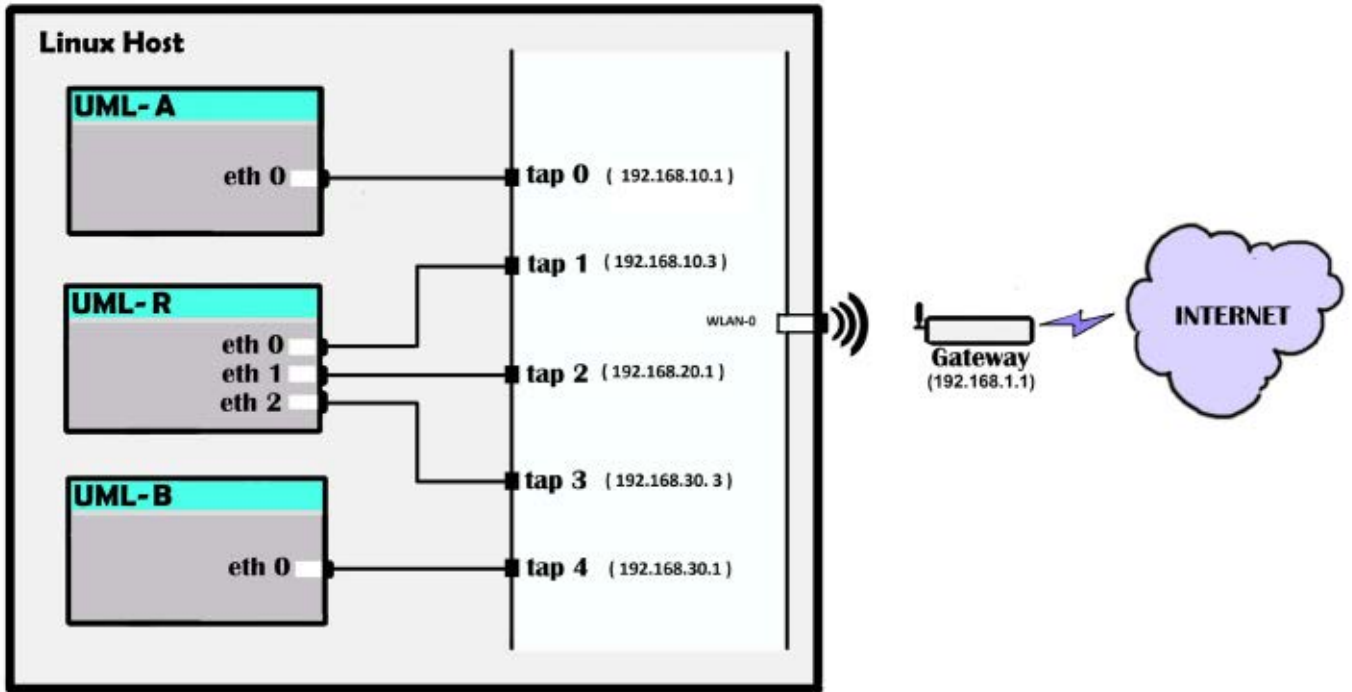 Linux Host
UML-A
eth 0
tap 0 ( 192.168.10.1 )
tap 1 ( 192.168.10.3 )
UML-R
eth 0
eth 1
eth 2
WLAN-0
tap 2 ( 192.168.20.1 )
tap 3 ( 192.168.30. 3 )
UML-B
eth 0
tap 4 ( 192.168.30.1 )
Gateway
(192.168.1.1)
INTERNET